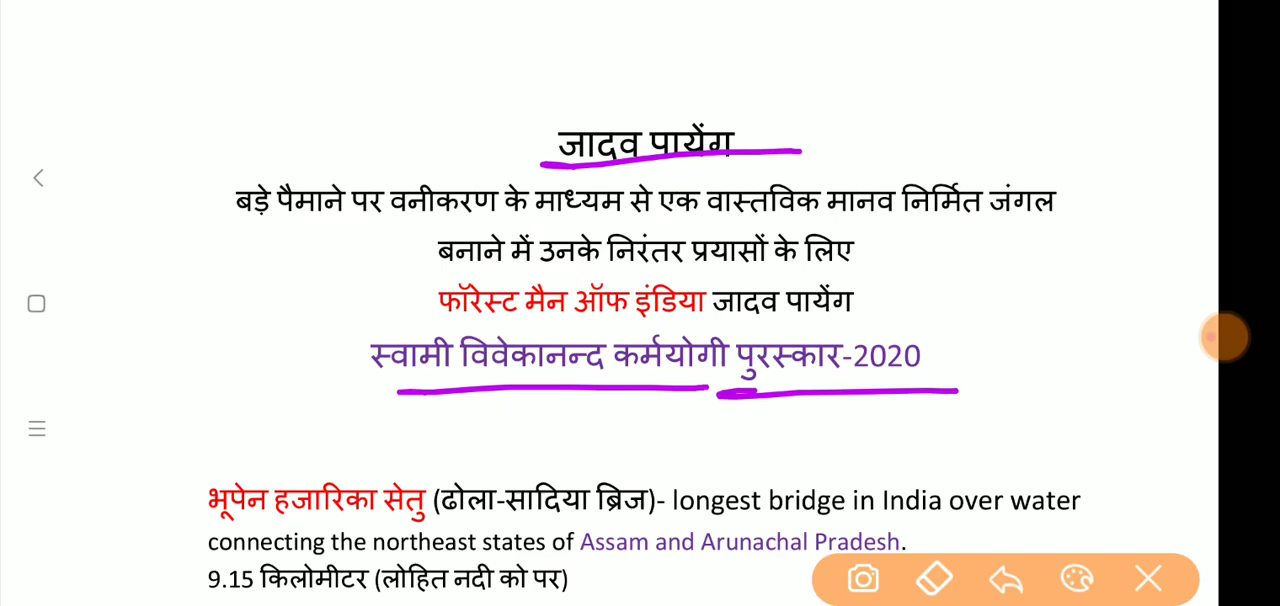 जादव पायेंग
बड़े पैमाने पर वनीकरण के माध्यम से एक वास्तविक मानव निर्मित जंगल
बनाने में उनके निरंतर प्रयासों के लिए
फॉरेस्ट मैन ऑफ इंडिया जादव पायेंग
स्वामी विवेकानन्द कर्मयोगी पुरस्कार-2020
भूपेन हजारिका सेतु (ढोला-सादिया ब्रिज)- longest bridge in India over water
connecting the northeast states of Assam and Arunachal Pradesh.
9.15 किलोमीटर (लोहित नदी को पर)